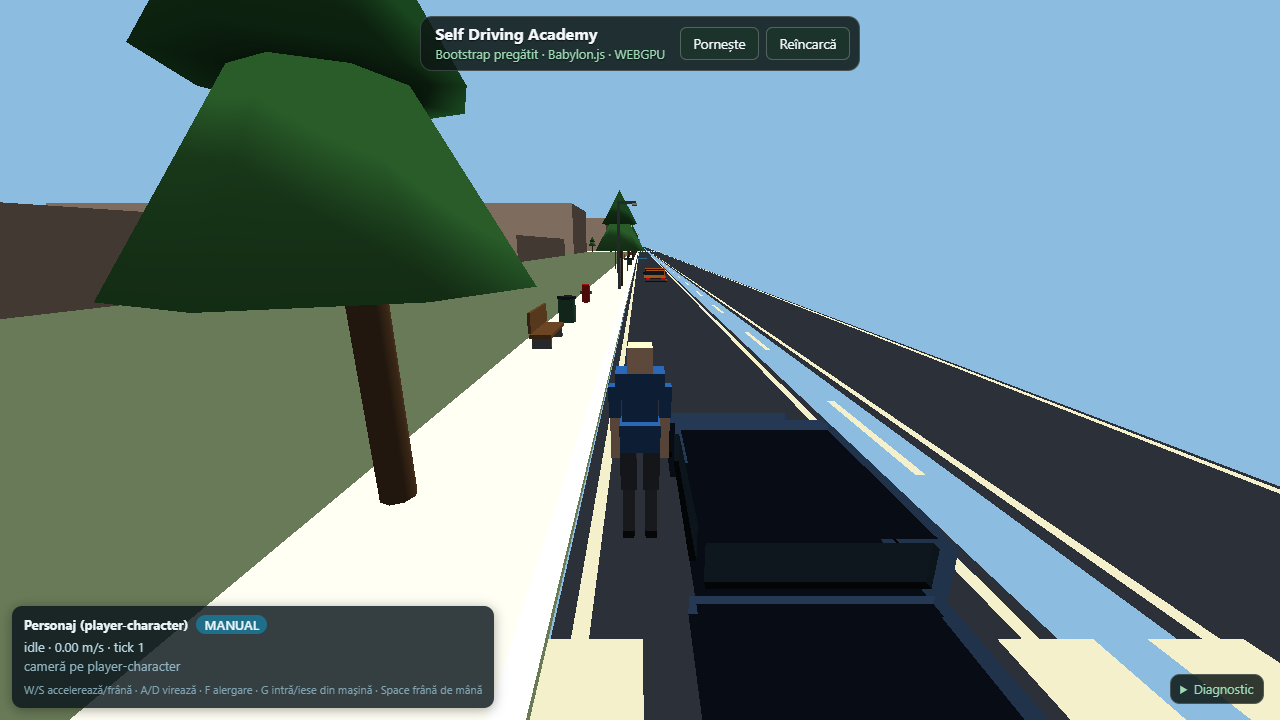 Self Driving Academy
Bootstrap pregătit · Babylon.js · WEBGPU
Pornește
Reîncarcă
Personaj (player-character) MANUAL
idle · 0.00 m/s · tick 1
cameră pe player-character
W/S accelerează/frână · A/D virează · F alergare · G intră/iese din mașină · Space frână de mână
▶ Diagnostic